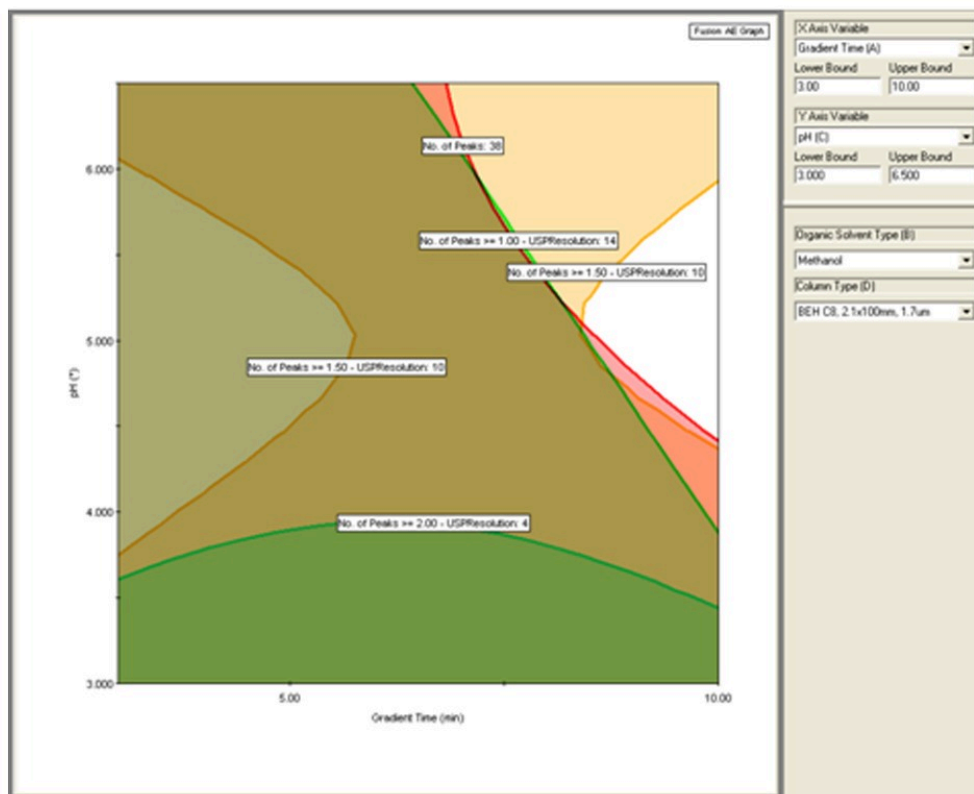 Fusion AE Graph
X Axis Variable
Gradient Time (A)
Lower Bound Upper Bound
3.00 10.00
Y Axis Variable
pH (C)
Lower Bound Upper Bound
3.000 6.500
Organic Solvent Type (B)
Methanol
Column Type (D)
BEH C8, 2.1x100mm, 1.7um
No. of Peaks: 38
6.000
No. of Peaks >= 1.00 - USPResolution: 14
No. of Peaks >= 1.50 - USPResolution: 10
5.000
No. of Peaks >= 1.50 - USPResolution: 10
pH (*)
4.000
No. of Peaks >= 2.00 - USPResolution: 4
3.000
5.00 10.00
Gradient Time (min)